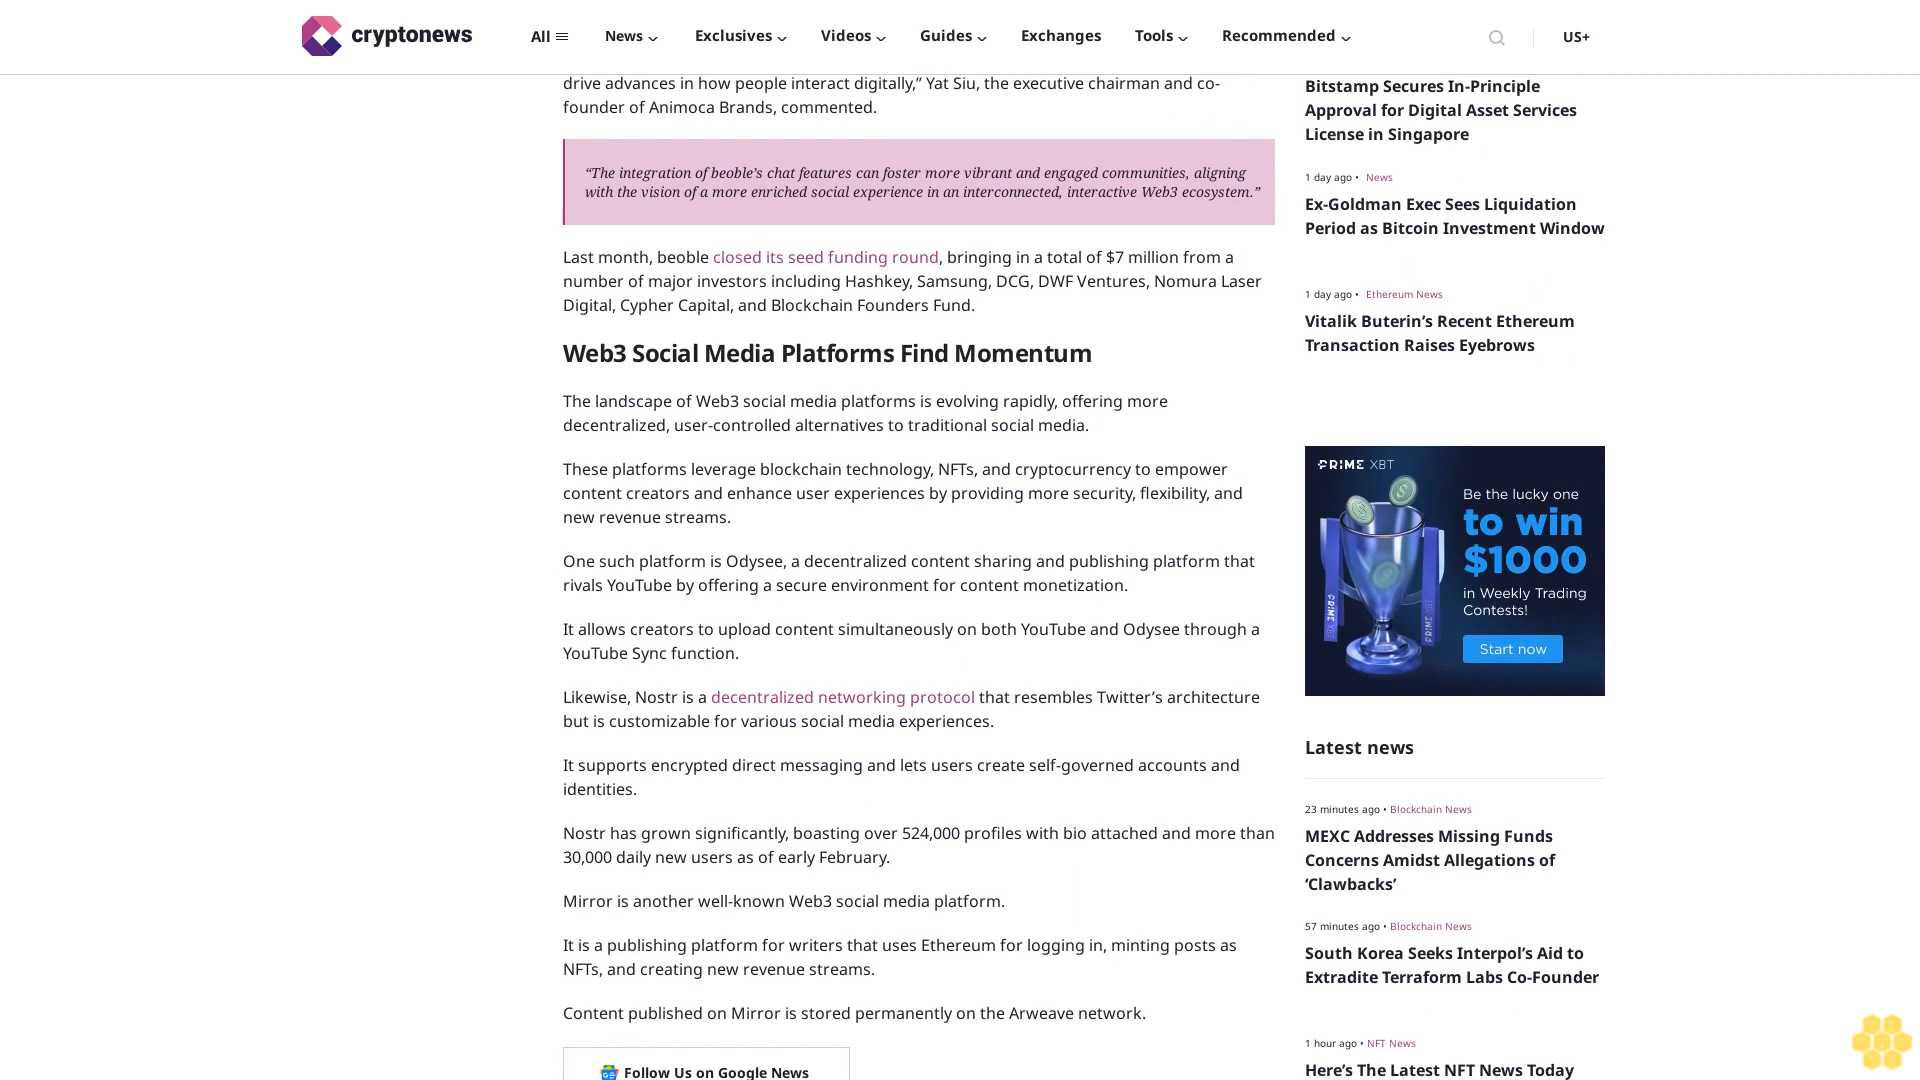 cryptonews
All
News
Exclusives
Videos
Guides
Exchanges
Tools
Recommended
US+
drive advances in how people interact digitally,” Yat Siu, the executive chairman and co-
founder of Animoca Brands, commented.
“The integration of beoble’s chat features can foster more vibrant and engaged communities, aligning
with the vision of a more enriched social experience in an interconnected, interactive Web3 ecosystem.”
Last month, beoble closed its seed funding round, bringing in a total of $7 million from a
number of major investors including Hashkey, Samsung, DCG, DWF Ventures, Nomura Laser
Digital, Cypher Capital, and Blockchain Founders Fund.
Web3 Social Media Platforms Find Momentum
The landscape of Web3 social media platforms is evolving rapidly, offering more
decentralized, user-controlled alternatives to traditional social media.
These platforms leverage blockchain technology, NFTs, and cryptocurrency to empower
content creators and enhance user experiences by providing more security, flexibility, and
new revenue streams.
One such platform is Odysee, a decentralized content sharing and publishing platform that
rivals YouTube by offering a secure environment for content monetization.
It allows creators to upload content simultaneously on both YouTube and Odysee through a
YouTube Sync function.
Likewise, Nostr is a decentralized networking protocol that resembles Twitter’s architecture
but is customizable for various social media experiences.
It supports encrypted direct messaging and lets users create self-governed accounts and
identities.
Nostr has grown significantly, boasting over 524,000 profiles with bio attached and more than
30,000 daily new users as of early February.
Mirror is another well-known Web3 social media platform.
It is a publishing platform for writers that uses Ethereum for logging in, minting posts as
NFTs, and creating new revenue streams.
Content published on Mirror is stored permanently on the Arweave network.
Follow Us on Google News
Bitstamp Secures In-Principle
Approval for Digital Asset Services
License in Singapore
1 day ago • News
Ex-Goldman Exec Sees Liquidation
Period as Bitcoin Investment Window
1 day ago • Ethereum News
Vitalik Buterin’s Recent Ethereum
Transaction Raises Eyebrows
PRIME XBT
Be the lucky one
to win
$1000
in Weekly Trading
Contests!
Start now
Latest news
23 minutes ago • Blockchain News
MEXC Addresses Missing Funds
Concerns Amidst Allegations of
‘Clawbacks’
57 minutes ago • Blockchain News
South Korea Seeks Interpol’s Aid to
Extradite Terraform Labs Co-Founder
1 hour ago • NFT News
Here’s The Latest NFT News Today